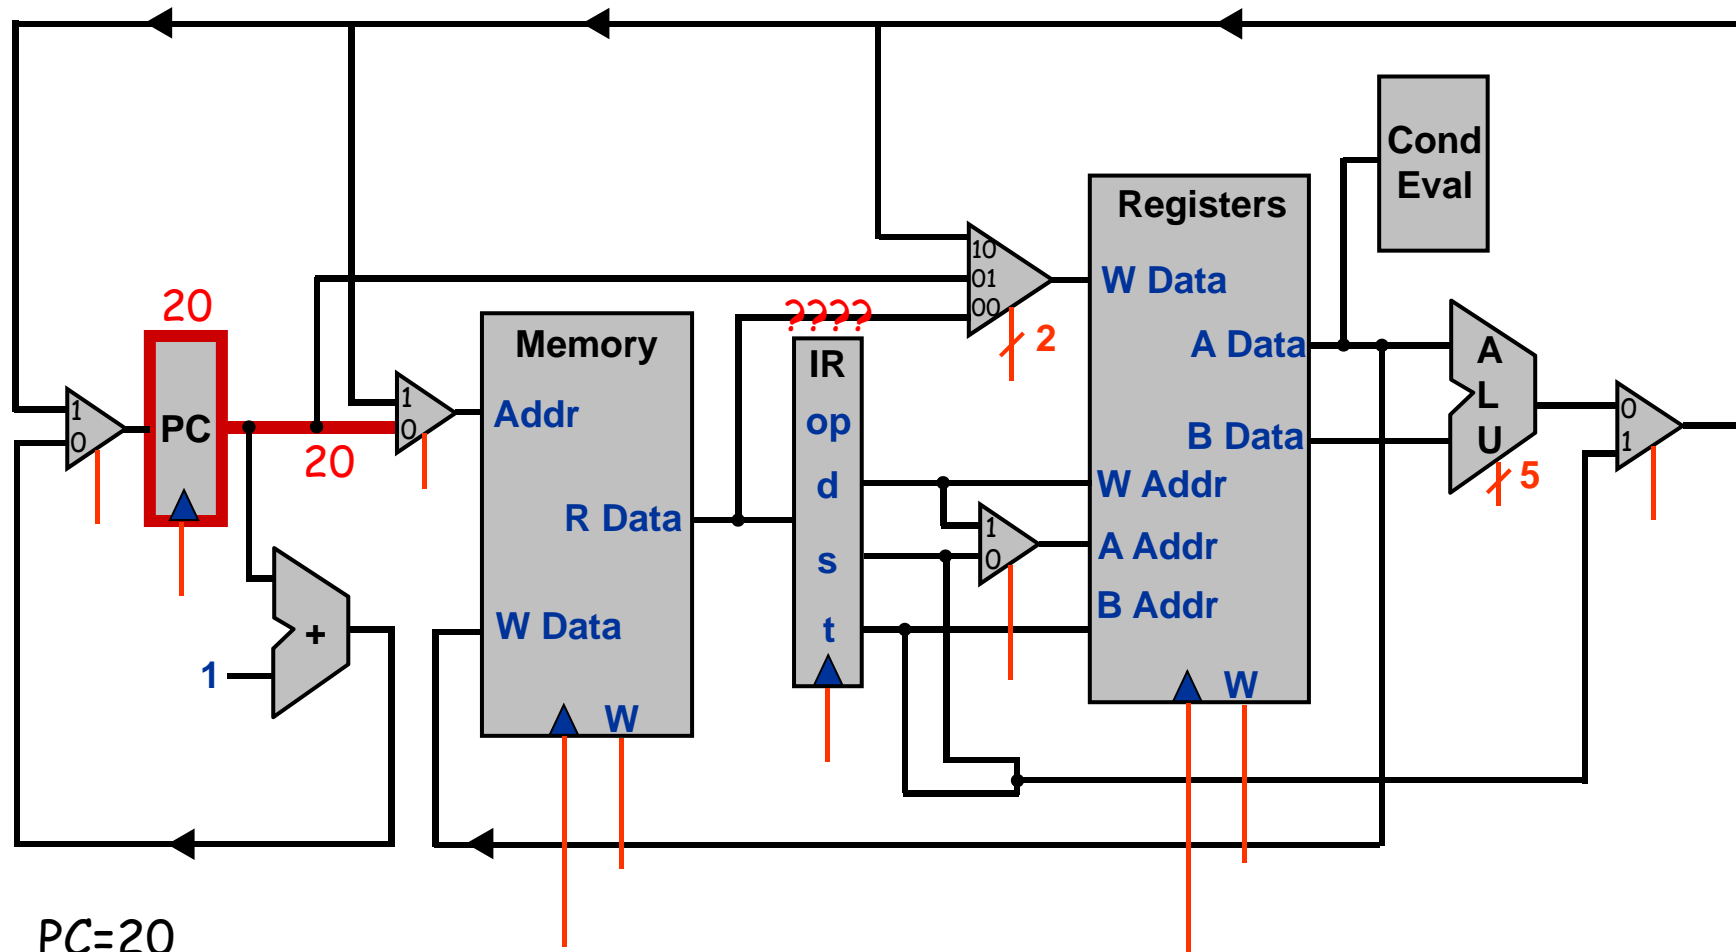 Cond
Eval
Registers
10
01
00
W Data
2
20
????
Memory
IR
A Data
A
L
U
5
1
0
PC
1
0
Addr
op
B Data
0
1
20
d
W Addr
R Data
1
0
s
A Addr
B Addr
+
W Data
t
1
W
W
PC=20